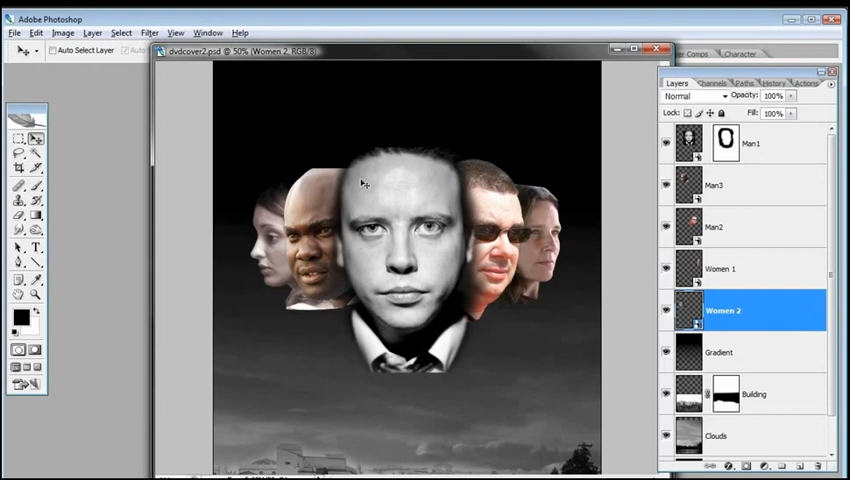 Adobe Photoshop
File Edit Image Layer Select Filter View Window Help
Auto Select Layer
dvdcover2.psd @ 50% (Women 2, RGB/8)
Comps Character
Layers Channels Paths History Actions
Normal Opacity: 100%
Lock: Fill: 100%
Man1
Man3
Man2
Women 1
Women 2
Gradient
Building
Clouds